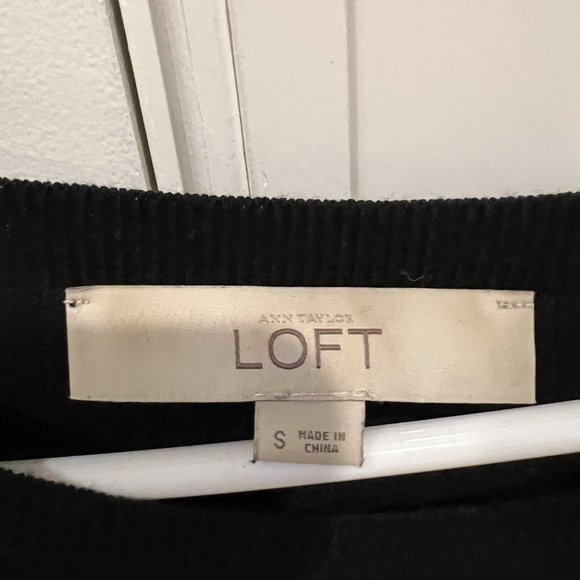 ANN TAYLOR
LOFT
S
MADE IN
CHINA